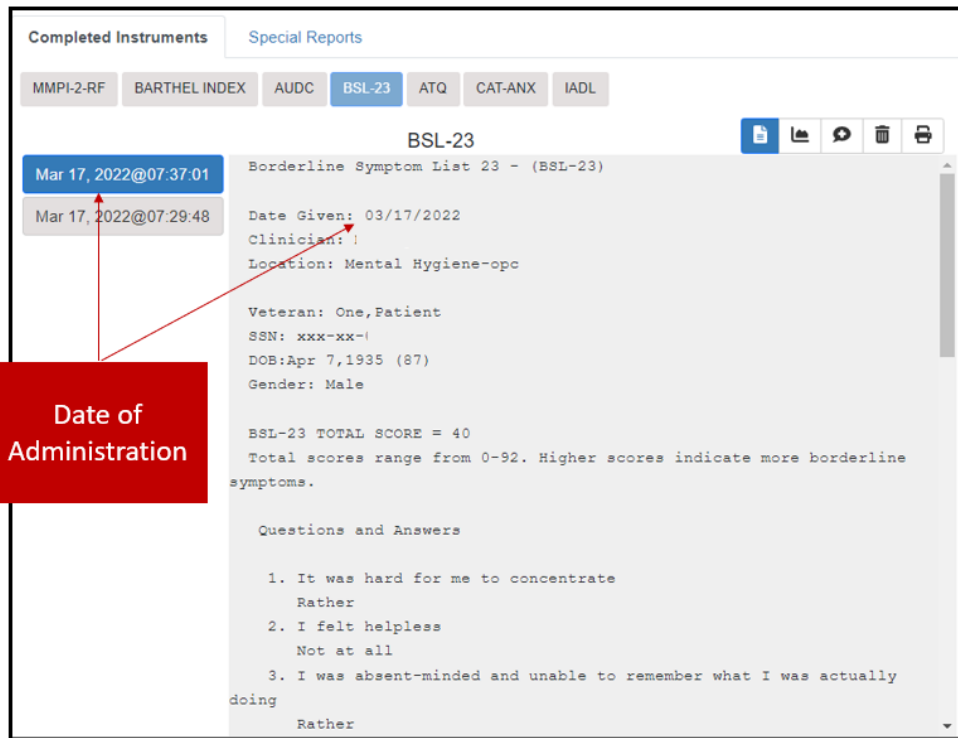 Completed Instruments Special Reports
MMPI-2-RF BARTHEL INDEX AUDC BSL-23 ATQ CAT-ANX IADL
BSL-23
Mar 17, 2022@07:37:01
Mar 17, 2022@07:29:48
Date of
Administration
Borderline Symptom List 23 - (BSL-23)
Date Given: 03/17/2022
Clinician:
Location: Mental Hygiene-opc
Veteran: One,Patient
SSN: xxx-xx-
DOB:Apr 7,1935 (87)
Gender: Male
BSL-23 TOTAL SCORE = 40
Total scores range from 0-92. Higher scores indicate more borderline
symptoms.
Questions and Answers
1. It was hard for me to concentrate
Rather
2. I felt helpless
Not at all
3. I was absent-minded and unable to remember what I was actually
doing
Rather